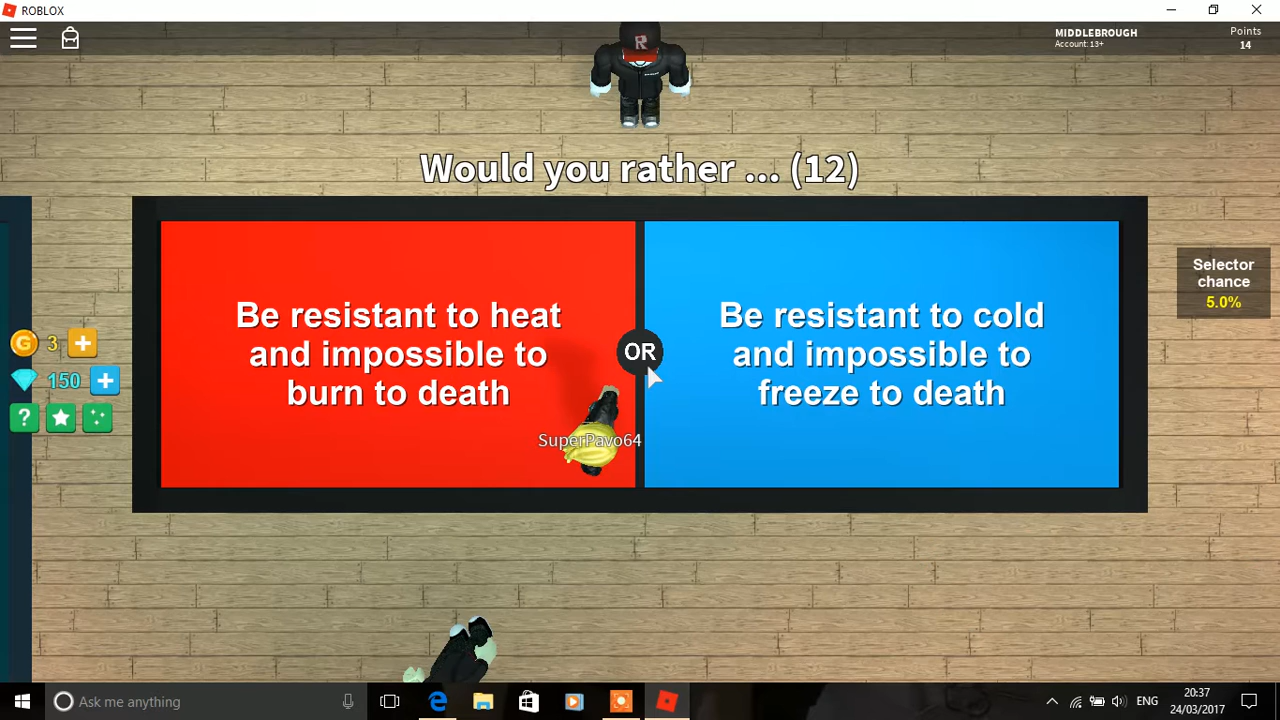 ROBLOX
MIDDLEBROUGH
Account: 13+
Points
14
Would you rather ... (12)
Be resistant to heat
and impossible to
burn to death
OR
Be resistant to cold
and impossible to
freeze to death
SuperPavo64
Selector
chance
5.0%
G 3 +
150 +
?
Ask me anything
ENG
20:37
24/03/2017